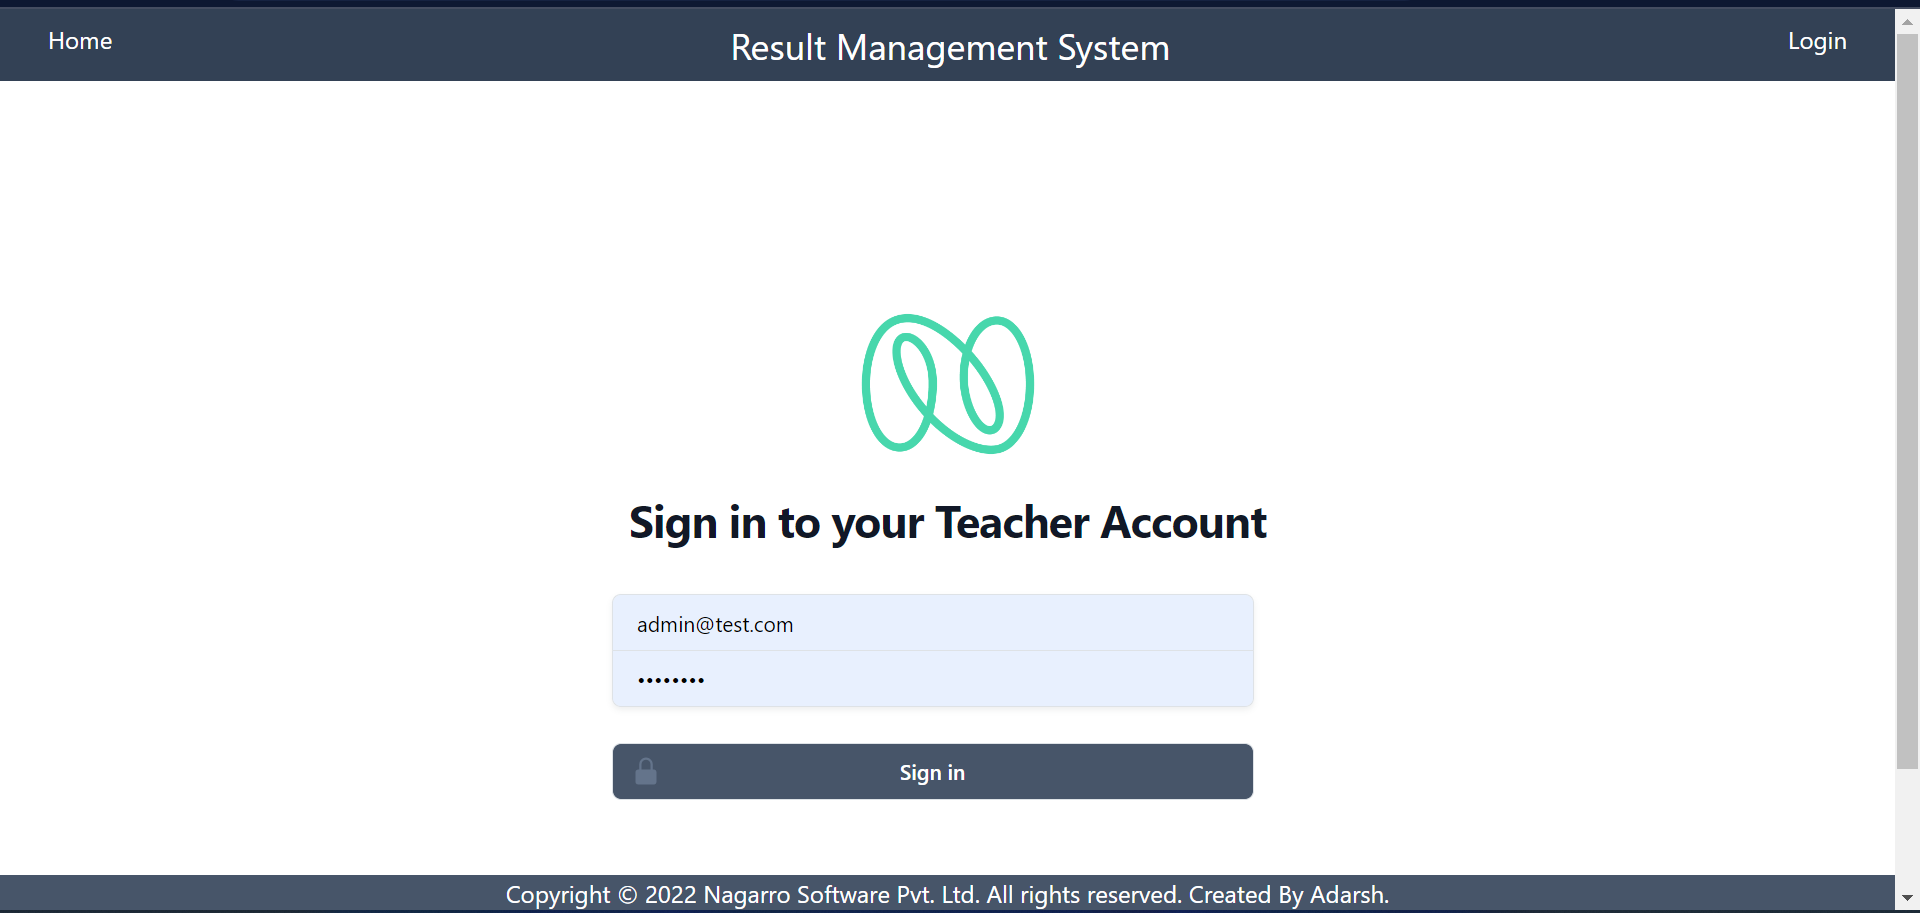 Home
Result Management System
Login
Sign in to your Teacher Account
admin@test.com
••••••••
Sign in
Copyright © 2022 Nagarro Software Pvt. Ltd. All rights reserved. Created By Adarsh.